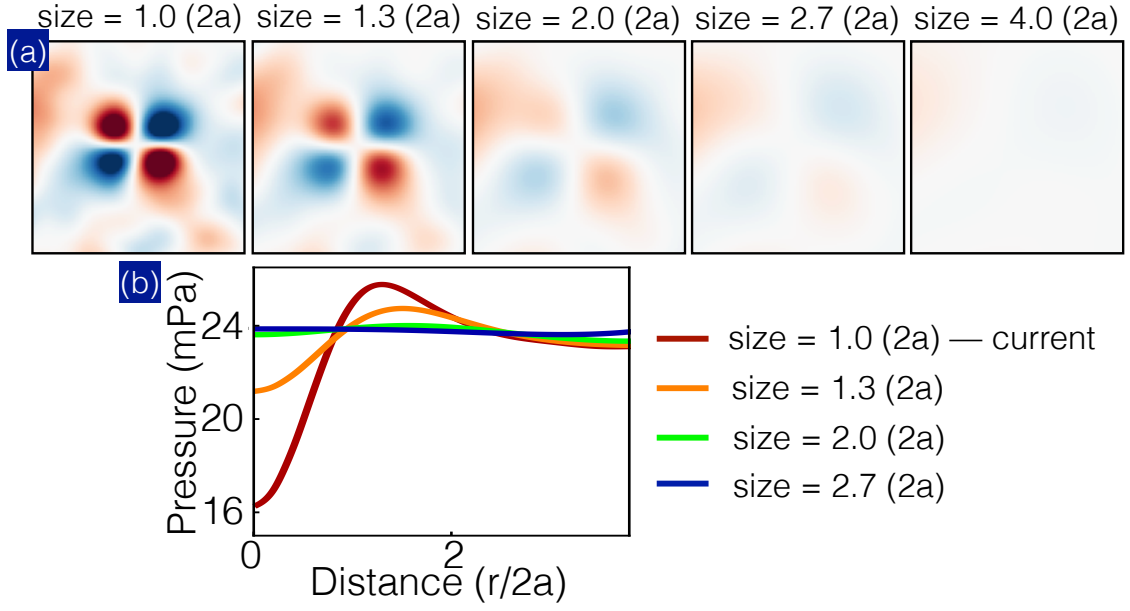 size = 1.0 (2a) size = 1.3 (2a) size = 2.0 (2a) size = 2.7 (2a) size = 4.0 (2a)
(a)
(b)
Pressure (mPa)
24
20
16
0 2
Distance (r/2a)
size = 1.0 (2a) — current
size = 1.3 (2a)
size = 2.0 (2a)
size = 2.7 (2a)